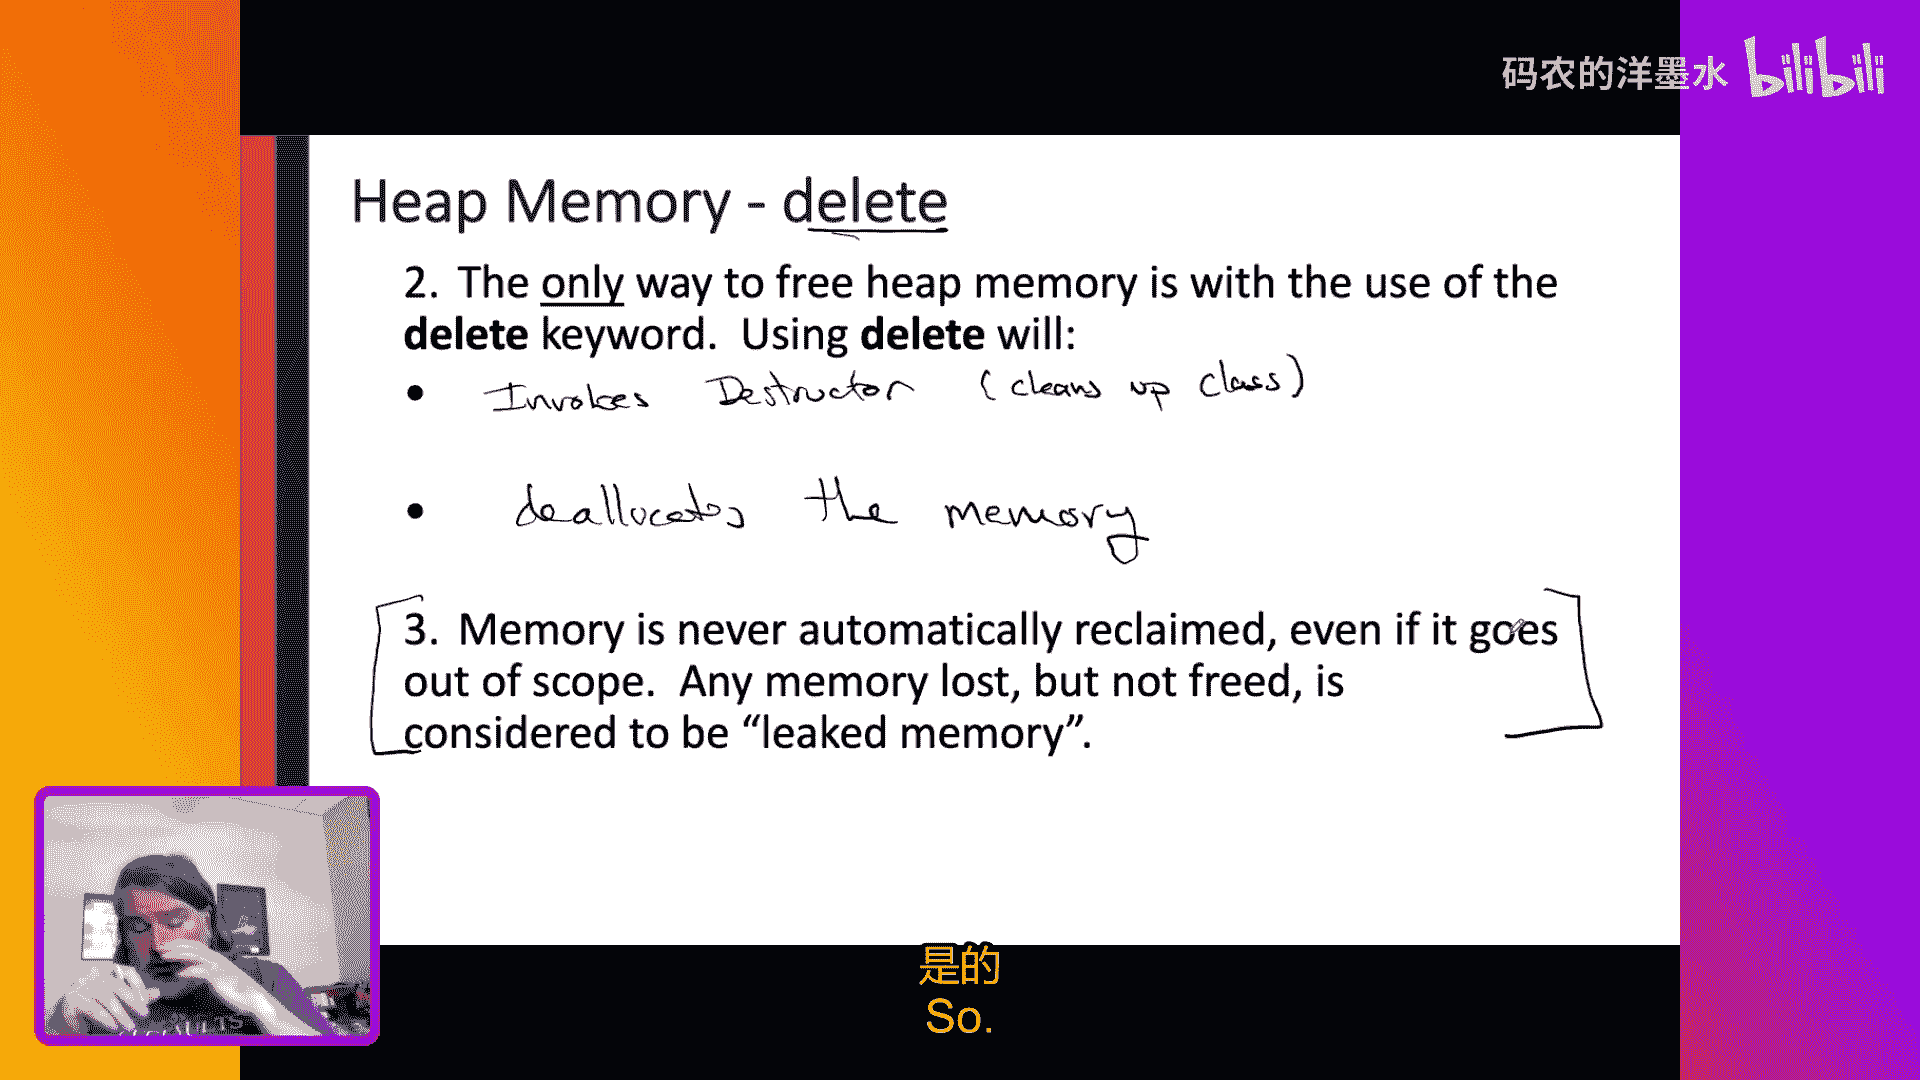 码农的洋墨水 bilibili
Heap Memory - delete
2. The only way to free heap memory is with the use of the
delete keyword. Using delete will:
• Invokes Destructor (cleans up class)
• deallocates the memory
3. Memory is never automatically reclaimed, even if it goes
out of scope. Any memory lost, but not freed, is
considered to be “leaked memory”.
是的
So.